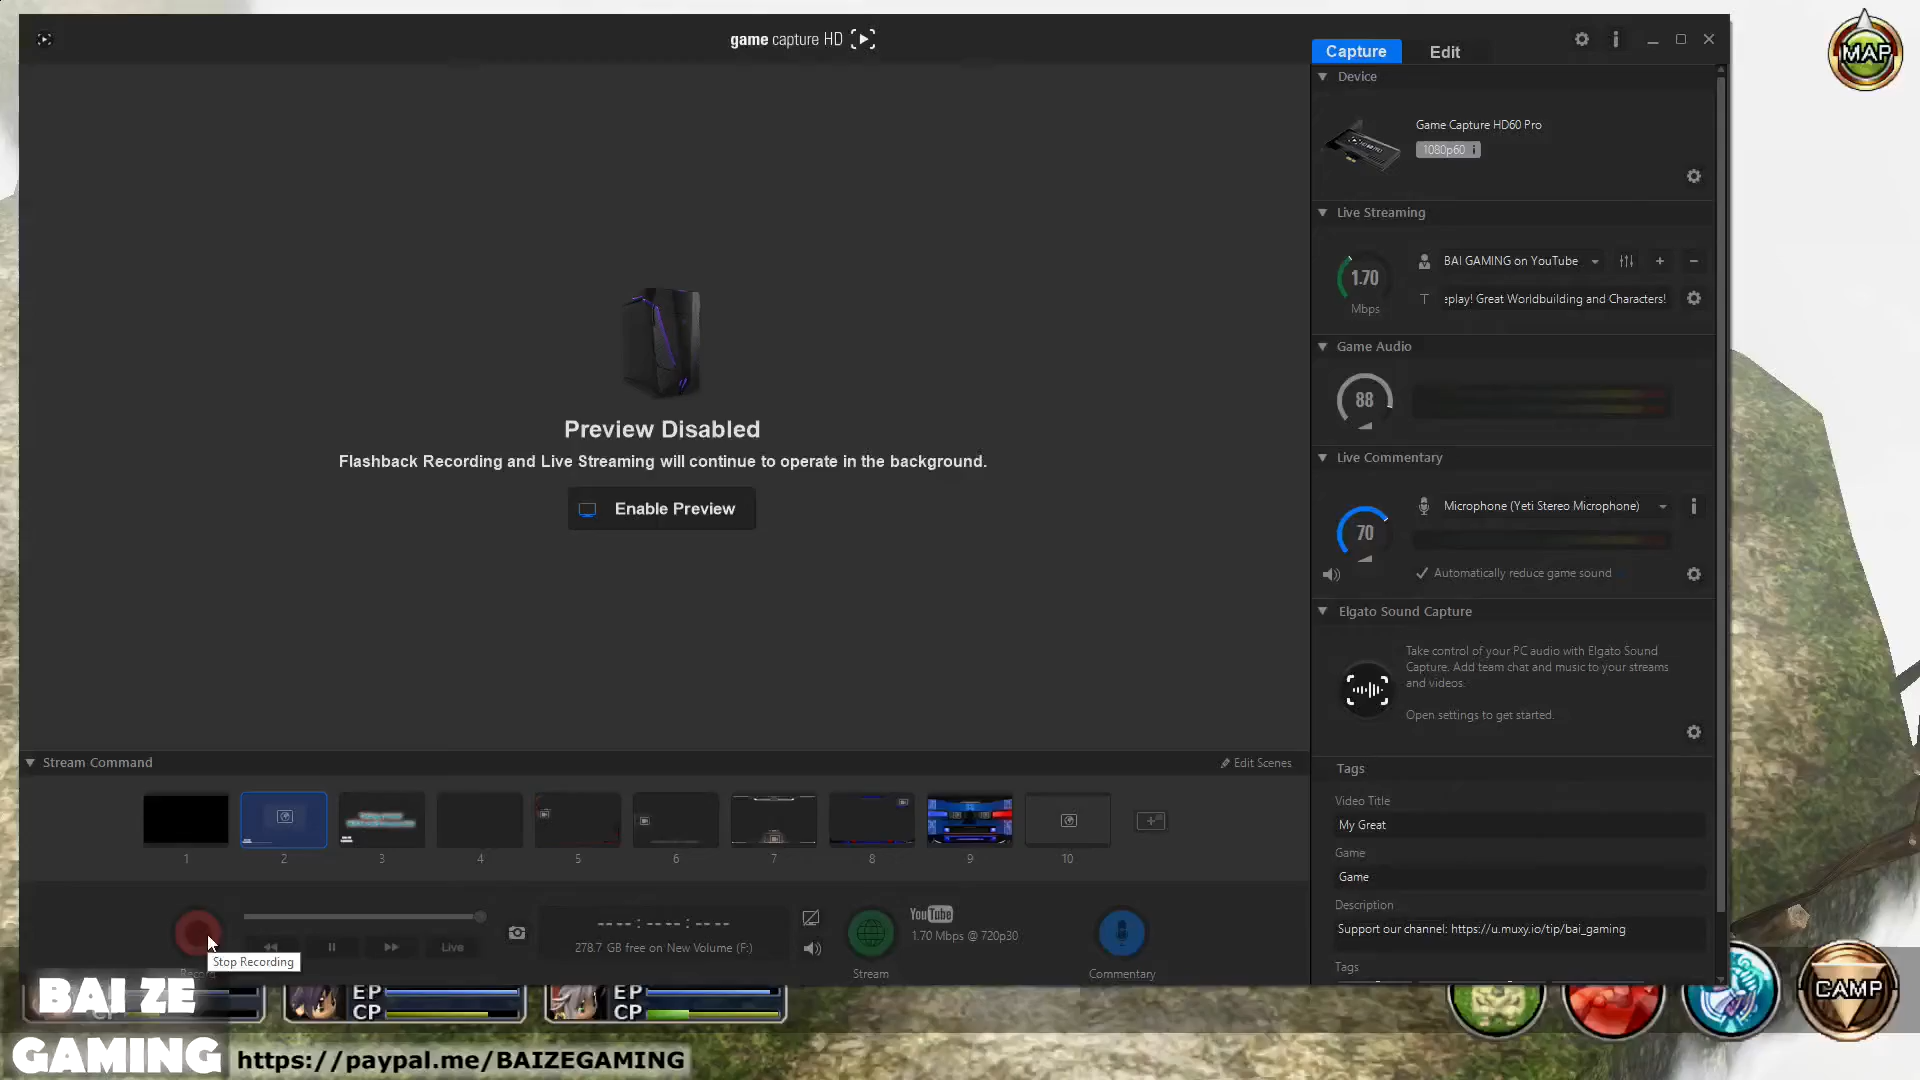 game capture HD
Capture
Edit
MAP
Device
Game Capture HD60 Pro
1080p60 i
Live Streaming
1.70
Mbps
BAI GAMING on YouTube
T
eplay! Great Worldbuilding and Characters!
Game Audio
88
Live Commentary
70
Microphone (Yeti Stereo Microphone)
Automatically reduce game sound
Elgato Sound Capture
Take control of your PC audio with Elgato Sound
Capture. Add team chat and music to your streams
and videos.
Open settings to get started.
Preview Disabled
Flashback Recording and Live Streaming will continue to operate in the background.
Enable Preview
Stream Command
Edit Scenes
1 2 3 4 5 6 7 8 9 10
Tags
Video Title
My Great
Game
Game
Description
Support our channel: https://u.muxy.io/tip/bai_gaming
Tags
Live
Record
Stop Recording
----:----:----
278.7 GB free on New Volume (F:)
Stream
YouTube
1.70 Mbps @ 720p30
Commentary
EP
CP
EP
CP
CAMP
BAI ZE
GAMING
https://paypal.me/BAIZEGAMING